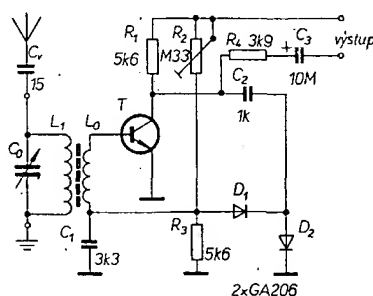 R₁
5k6
R₂
M33
R₄ 3k9
C₃
+
10M
výstup
Cᵥ
15
T
C₂
1k
L₁
L₀
C₀
C₁
3k3
R₃
5k6
D₁
D₂
2xGA206